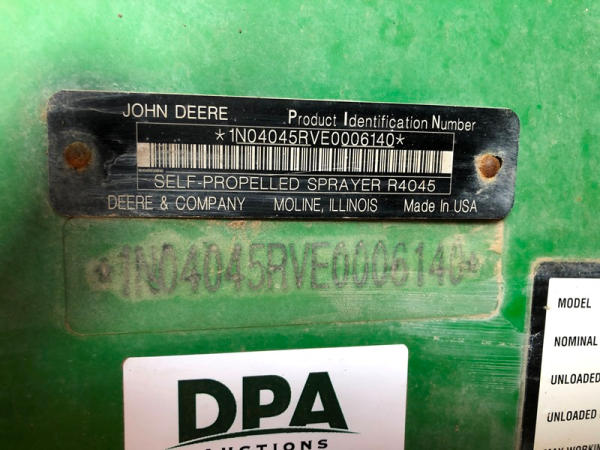 JOHN DEERE Product Identification Number
*1N04045RVE0006140*
SELF-PROPELLED SPRAYER R4045
DEERE & COMPANY MOLINE, ILLINOIS Made In USA
*1N04045RVE0006140*
DPA
MODEL
NOMINAL
UNLOADED
UNLOADED